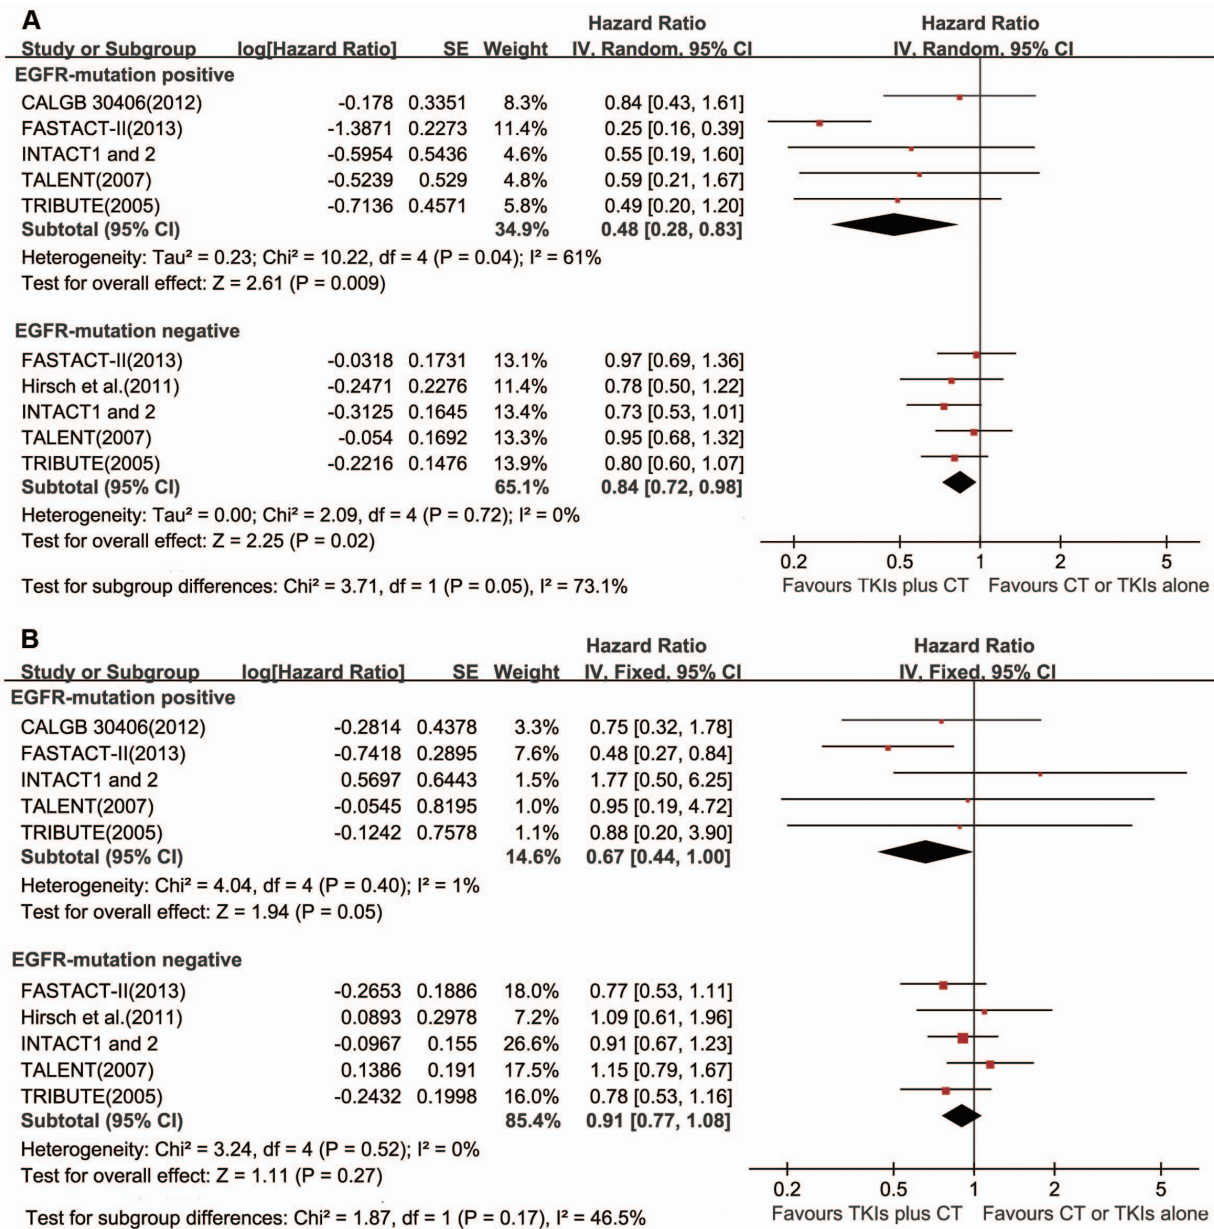 A
Hazard Ratio Hazard Ratio
Study or Subgroup log[Hazard Ratio] SE Weight IV, Random, 95% CI IV, Random, 95% CI
EGFR-mutation positive
CALGB 30406(2012) -0.178 0.3351 8.3% 0.84 [0.43, 1.61]
FASTACT-II(2013) -1.3871 0.2273 11.4% 0.25 [0.16, 0.39]
INTACT1 and 2 -0.5954 0.5436 4.6% 0.55 [0.19, 1.60]
TALENT(2007) -0.5239 0.529 4.8% 0.59 [0.21, 1.67]
TRIBUTE(2005) -0.7136 0.4571 5.8% 0.49 [0.20, 1.20]
Subtotal (95% CI) 34.9% 0.48 [0.28, 0.83]
Heterogeneity: Tau² = 0.23; Chi² = 10.22, df = 4 (P = 0.04); I² = 61%
Test for overall effect: Z = 2.61 (P = 0.009)
EGFR-mutation negative
FASTACT-II(2013) -0.0318 0.1731 13.1% 0.97 [0.69, 1.36]
Hirsch et al.(2011) -0.2471 0.2276 11.4% 0.78 [0.50, 1.22]
INTACT1 and 2 -0.3125 0.1645 13.4% 0.73 [0.53, 1.01]
TALENT(2007) -0.054 0.1692 13.3% 0.95 [0.68, 1.32]
TRIBUTE(2005) -0.2216 0.1476 13.9% 0.80 [0.60, 1.07]
Subtotal (95% CI) 65.1% 0.84 [0.72, 0.98]
Heterogeneity: Tau² = 0.00; Chi² = 2.09, df = 4 (P = 0.72); I² = 0%
Test for overall effect: Z = 2.25 (P = 0.02)
0.2 0.5 1 2 5
Test for subgroup differences: Chi² = 3.71, df = 1 (P = 0.05), I² = 73.1% Favours TKIs plus CT Favours CT or TKIs alone
B
Hazard Ratio Hazard Ratio
Study or Subgroup log[Hazard Ratio] SE Weight IV, Fixed, 95% CI IV, Fixed, 95% CI
EGFR-mutation positive
CALGB 30406(2012) -0.2814 0.4378 3.3% 0.75 [0.32, 1.78]
FASTACT-II(2013) -0.7418 0.2895 7.6% 0.48 [0.27, 0.84]
INTACT1 and 2 0.5697 0.6443 1.5% 1.77 [0.50, 6.25]
TALENT(2007) -0.0545 0.8195 1.0% 0.95 [0.19, 4.72]
TRIBUTE(2005) -0.1242 0.7578 1.1% 0.88 [0.20, 3.90]
Subtotal (95% CI) 14.6% 0.67 [0.44, 1.00]
Heterogeneity: Chi² = 4.04, df = 4 (P = 0.40); I² = 1%
Test for overall effect: Z = 1.94 (P = 0.05)
EGFR-mutation negative
FASTACT-II(2013) -0.2653 0.1886 18.0% 0.77 [0.53, 1.11]
Hirsch et al.(2011) 0.0893 0.2978 7.2% 1.09 [0.61, 1.96]
INTACT1 and 2 -0.0967 0.155 26.6% 0.91 [0.67, 1.23]
TALENT(2007) 0.1386 0.191 17.5% 1.15 [0.79, 1.67]
TRIBUTE(2005) -0.2432 0.1998 16.0% 0.78 [0.53, 1.16]
Subtotal (95% CI) 85.4% 0.91 [0.77, 1.08]
Heterogeneity: Chi² = 3.24, df = 4 (P = 0.52); I² = 0%
Test for overall effect: Z = 1.11 (P = 0.27)
0.2 0.5 1 2 5
Test for subgroup differences: Chi² = 1.87, df = 1 (P = 0.17), I² = 46.5% Favours TKIs plus CT Favours CT or TKIs alone